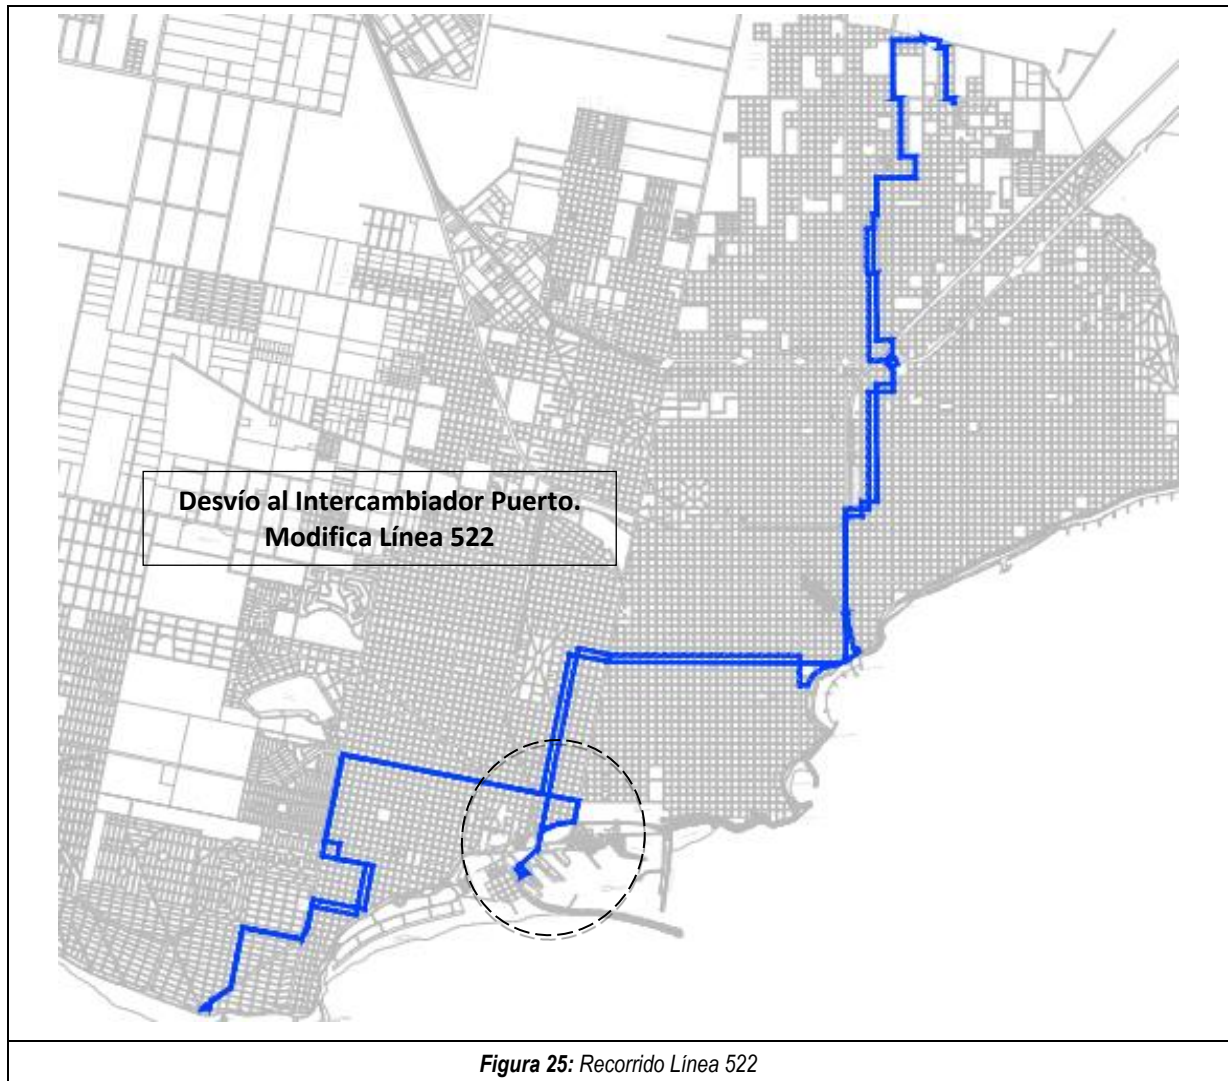 Desvío al Intercambiador Puerto.
Modifica Línea 522
Figura 25: Recorrido Línea 522